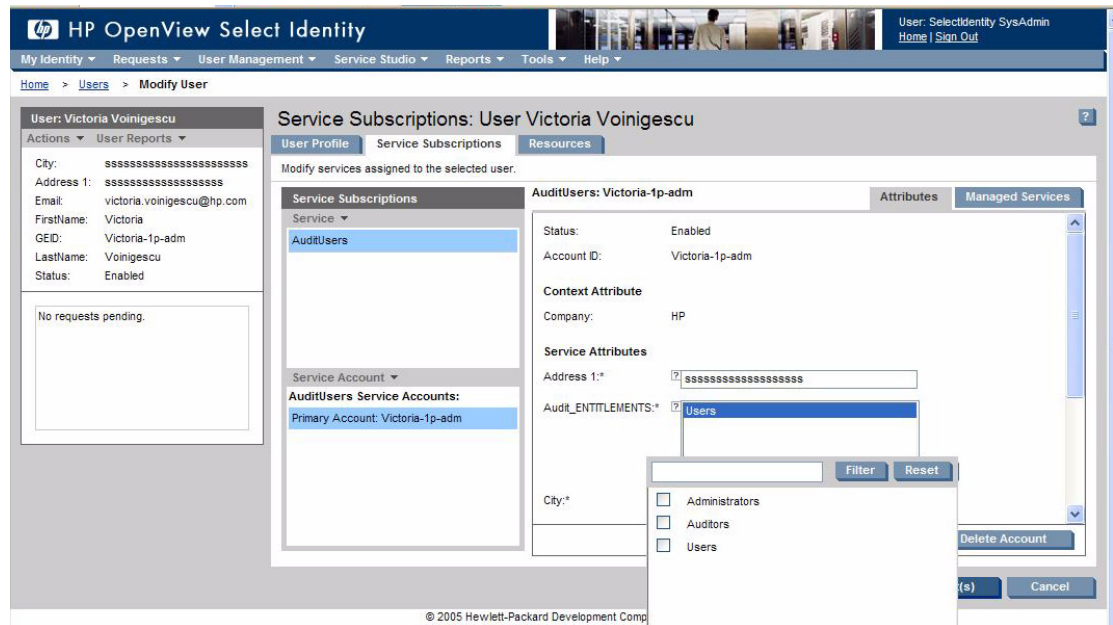 HP OpenView Select Identity
User: SelectIdentity SysAdmin
Home | Sign Out
My Identity Requests User Management Service Studio Reports Tools Help
Home > Users > Modify User
User: Victoria Voinigescu
Actions User Reports
City: sssssssssssssssssssssss
Address 1: sssssssssssssssssss
Email: victoria.voinigescu@hp.com
FirstName: Victoria
GEID: Victoria-1p-adm
LastName: Voinigescu
Status: Enabled
No requests pending.
Service Subscriptions: User Victoria Voinigescu
?
User Profile Service Subscriptions Resources
Modify services assigned to the selected user.
Service Subscriptions
Service
AuditUsers
Service Account
AuditUsers Service Accounts:
Primary Account: Victoria-1p-adm
AuditUsers: Victoria-1p-adm
Attributes Managed Services
Status: Enabled
Account ID: Victoria-1p-adm
Context Attribute
Company: HP
Service Attributes
Address 1:* ? sssssssssssssssssss
Audit_ENTITLEMENTS:* ? Users
Filter Reset
City:*
Administrators
Auditors
Users
Delete Account
(s) Cancel
© 2005 Hewlett-Packard Development Comp